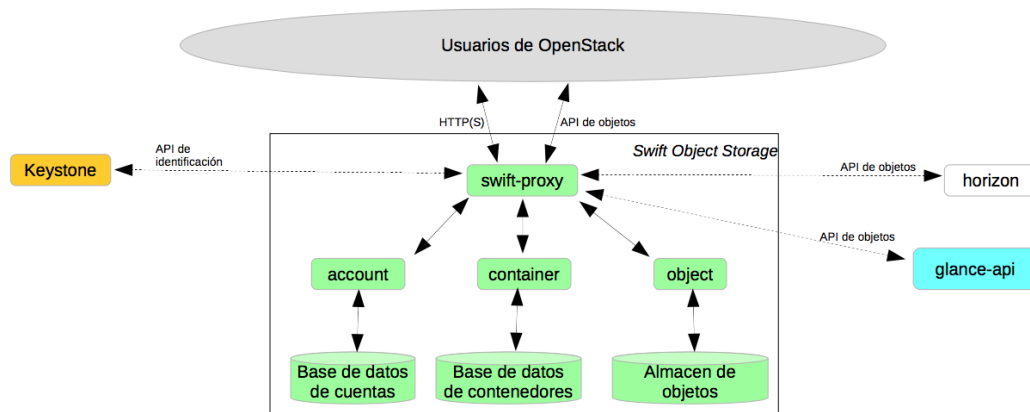 Usuarios de OpenStack
HTTP(S)
API de objetos
Swift Object Storage
API de
identificación
Keystone
swift-proxy
API de objetos
horizon
API de objetos
glance-api
account
container
object
Base de datos
de cuentas
Base de datos
de contenedores
Almacen de
objetos